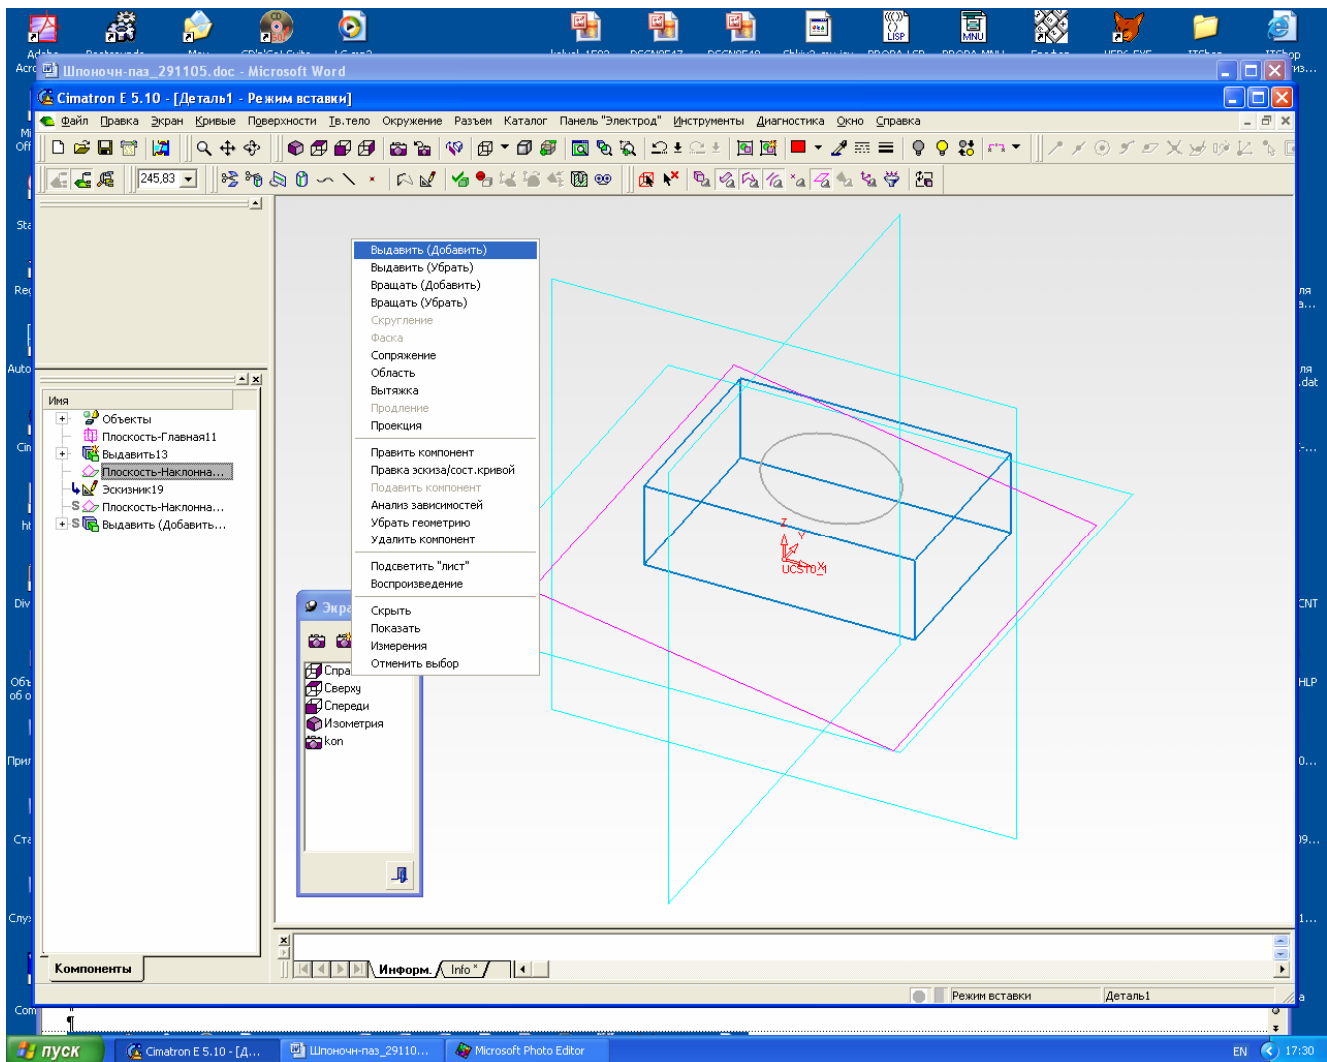 Шпоночн-паз_291105.doc - Microsoft Word
Cimatron E 5.10 - [Деталь1 - Режим вставки]
Файл Правка Экран Кривые Поверхности Тв.тело Окружение Разъем Каталог Панель "Электрод" Инструменты Диагностика Окно Справка
245,83
Выдавить (Добавить)
Выдавить (Убрать)
Вращать (Добавить)
Вращать (Убрать)
Скругление
Фаска
Сопряжение
Область
Вытяжка
Продление
Проекция
Править компонент
Правка эскиза/сост.кривой
Подавить компонент
Анализ зависимостей
Убрать геометрию
Удалить компонент
Подсветить "лист"
Воспроизведение
Скрыть
Показать
Измерения
Отменить выбор
Имя
Объекты
Плоскость-Главная11
Выдавить13
Плоскость-Наклонна...
Эскизник19
S Плоскость-Наклонна...
S Выдавить (Добавить...
Z
Y
X
UCS10_1
Экра
Спра
Сверху
Спереди
Изометрия
kon
Компоненты
Информ. Info *
Режим вставки Деталь1
пуск Cimatron E 5.10 - [Д... Шпоночн-паз_29110... Microsoft Photo Editor EN 17:30